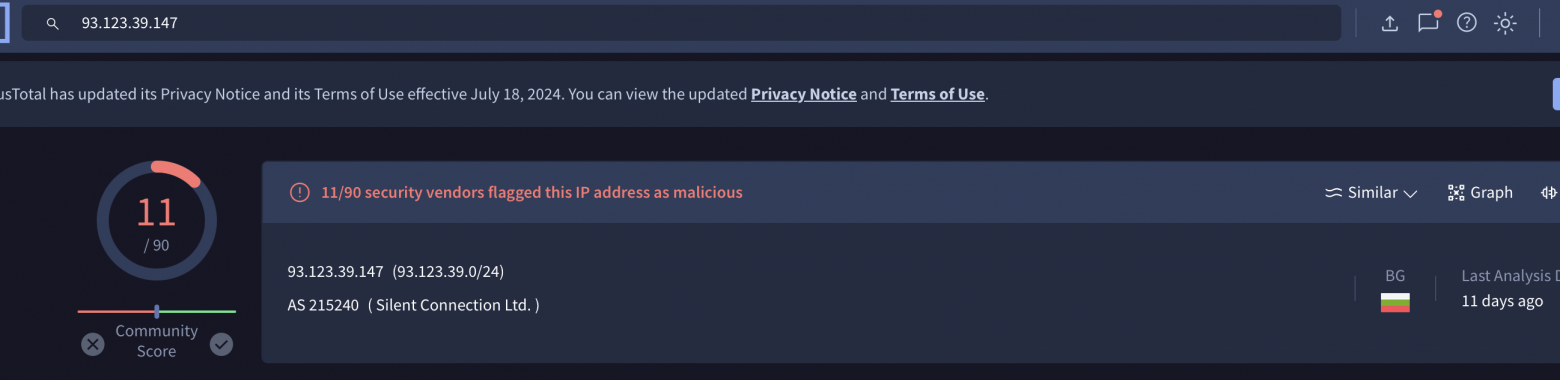 93.123.39.147
usTotal has updated its Privacy Notice and its Terms of Use effective July 18, 2024. You can view the updated Privacy Notice and Terms of Use.
11
/ 90
Community
Score
11/90 security vendors flagged this IP address as malicious
Similar
Graph
93.123.39.147 (93.123.39.0/24)
AS 215240 ( Silent Connection Ltd. )
BG
Last Analysis D
11 days ago